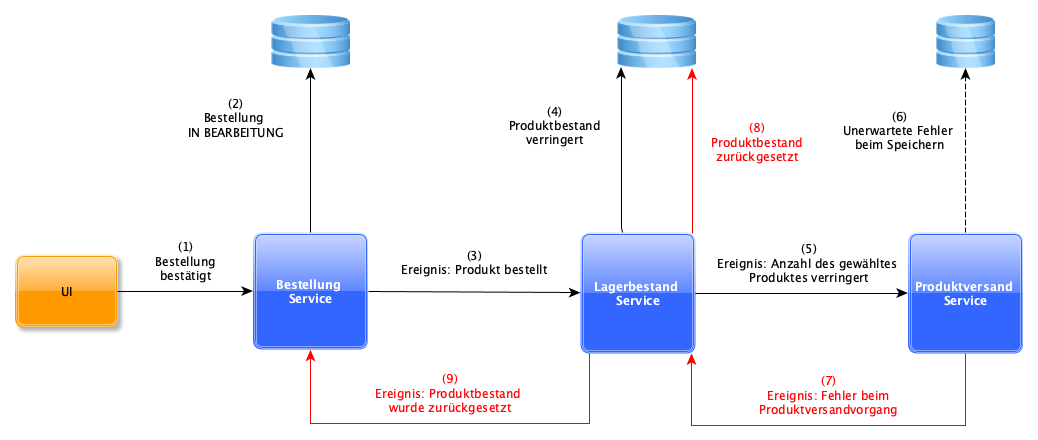 (2)
Bestellung
IN BEARBEITUNG
(4)
Produktbestand
verringert
(8)
Produktbestand
zurückgesetzt
(6)
Unerwartete Fehler
beim Speichern
(1)
Bestellung
bestätigt
(3)
Ereignis: Produkt bestellt
(5)
Ereignis: Anzahl des gewähltes
Produktes verringert
UI
Bestellung
Service
Lagerbestand
Service
Produktversand
Service
(9)
Ereignis: Produktbestand
wurde zurückgesetzt
(7)
Ereignis: Fehler beim
Produktversandvorgang